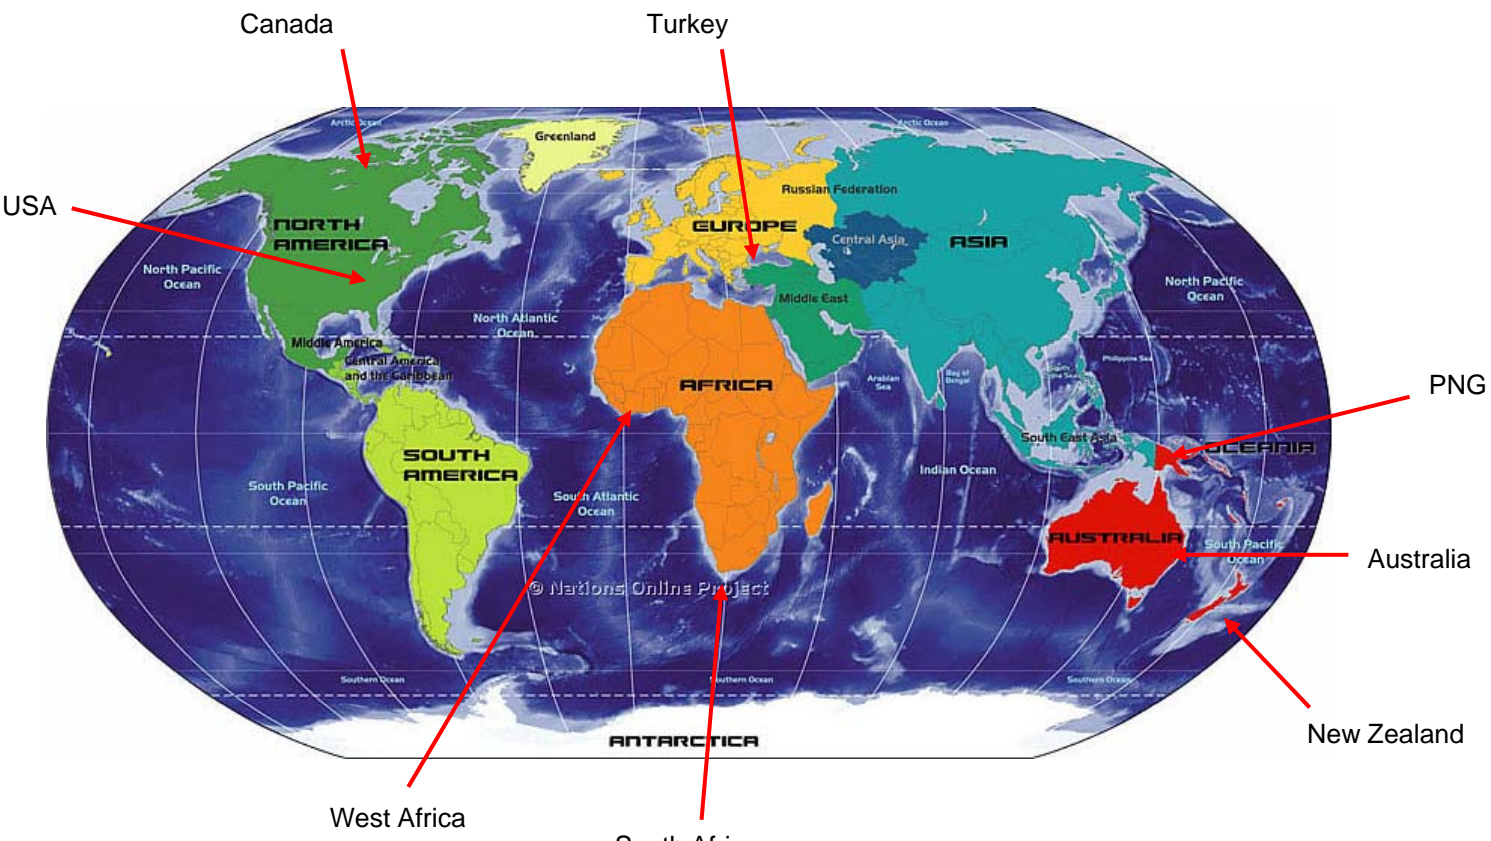 Canada
Turkey
Arctic Ocean
Arctic Ocean
Greenland
Russian Federation
USA
NORTH
AMERICA
EUROPE
Central Asia
ASIA
North Pacific
Ocean
North Pacific
Ocean
Middle East
North Atlantic
Ocean
Middle America
Central America
and the Caribbean
Philippine Sea
Arabian
Sea
Bay of
Bengal
AFRICA
PNG
SOUTH
AMERICA
South East Asia
OCEANIA
Indian Ocean
South Pacific
Ocean
South Atlantic
Ocean
AUSTRALIA
South Pacific
Ocean
Australia
© Nations Online Project
Southern Ocean
Southern Ocean
Southern Ocean
ANTARCTICA
New Zealand
West Africa